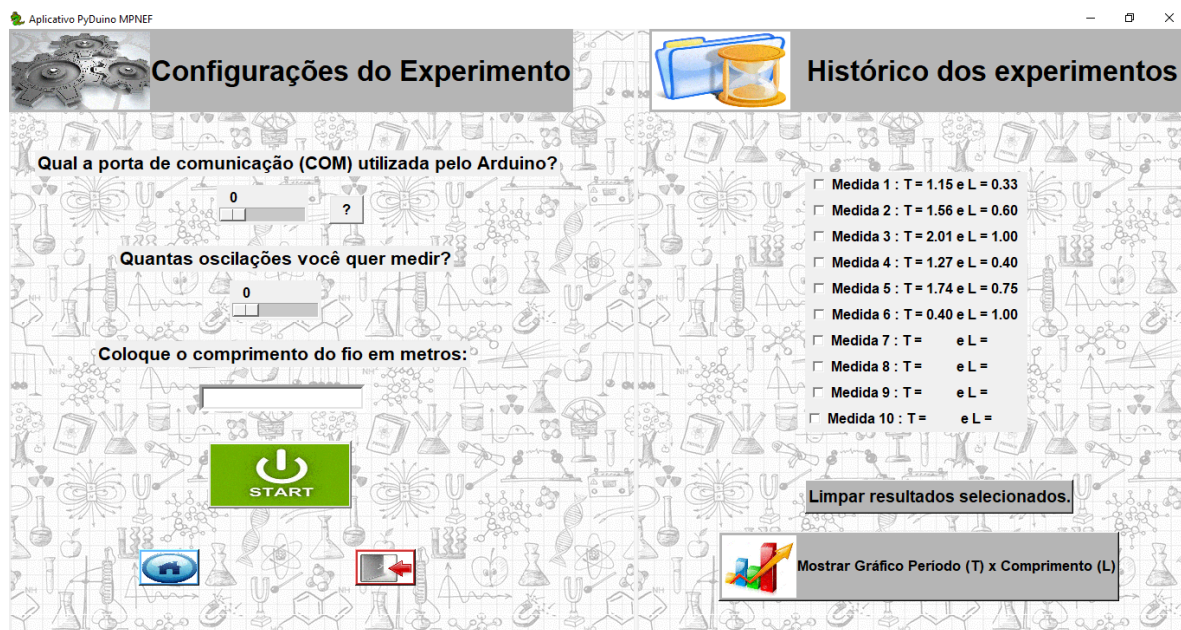 Aplicativo PyDuino MPNEF
Configurações do Experimento
Qual a porta de comunicação (COM) utilizada pelo Arduino?
0
?
Quantas oscilações você quer medir?
0
Coloque o comprimento do fio em metros:
START
Histórico dos experimentos
Medida 1 : T = 1.15 e L = 0.33
Medida 2 : T = 1.56 e L = 0.60
Medida 3 : T = 2.01 e L = 1.00
Medida 4 : T = 1.27 e L = 0.40
Medida 5 : T = 1.74 e L = 0.75
Medida 6 : T = 0.40 e L = 1.00
Medida 7 : T = e L =
Medida 8 : T = e L =
Medida 9 : T = e L =
Medida 10 : T = e L =
Limpar resultados selecionados.
Mostrar Gráfico Período (T) x Comprimento (L)